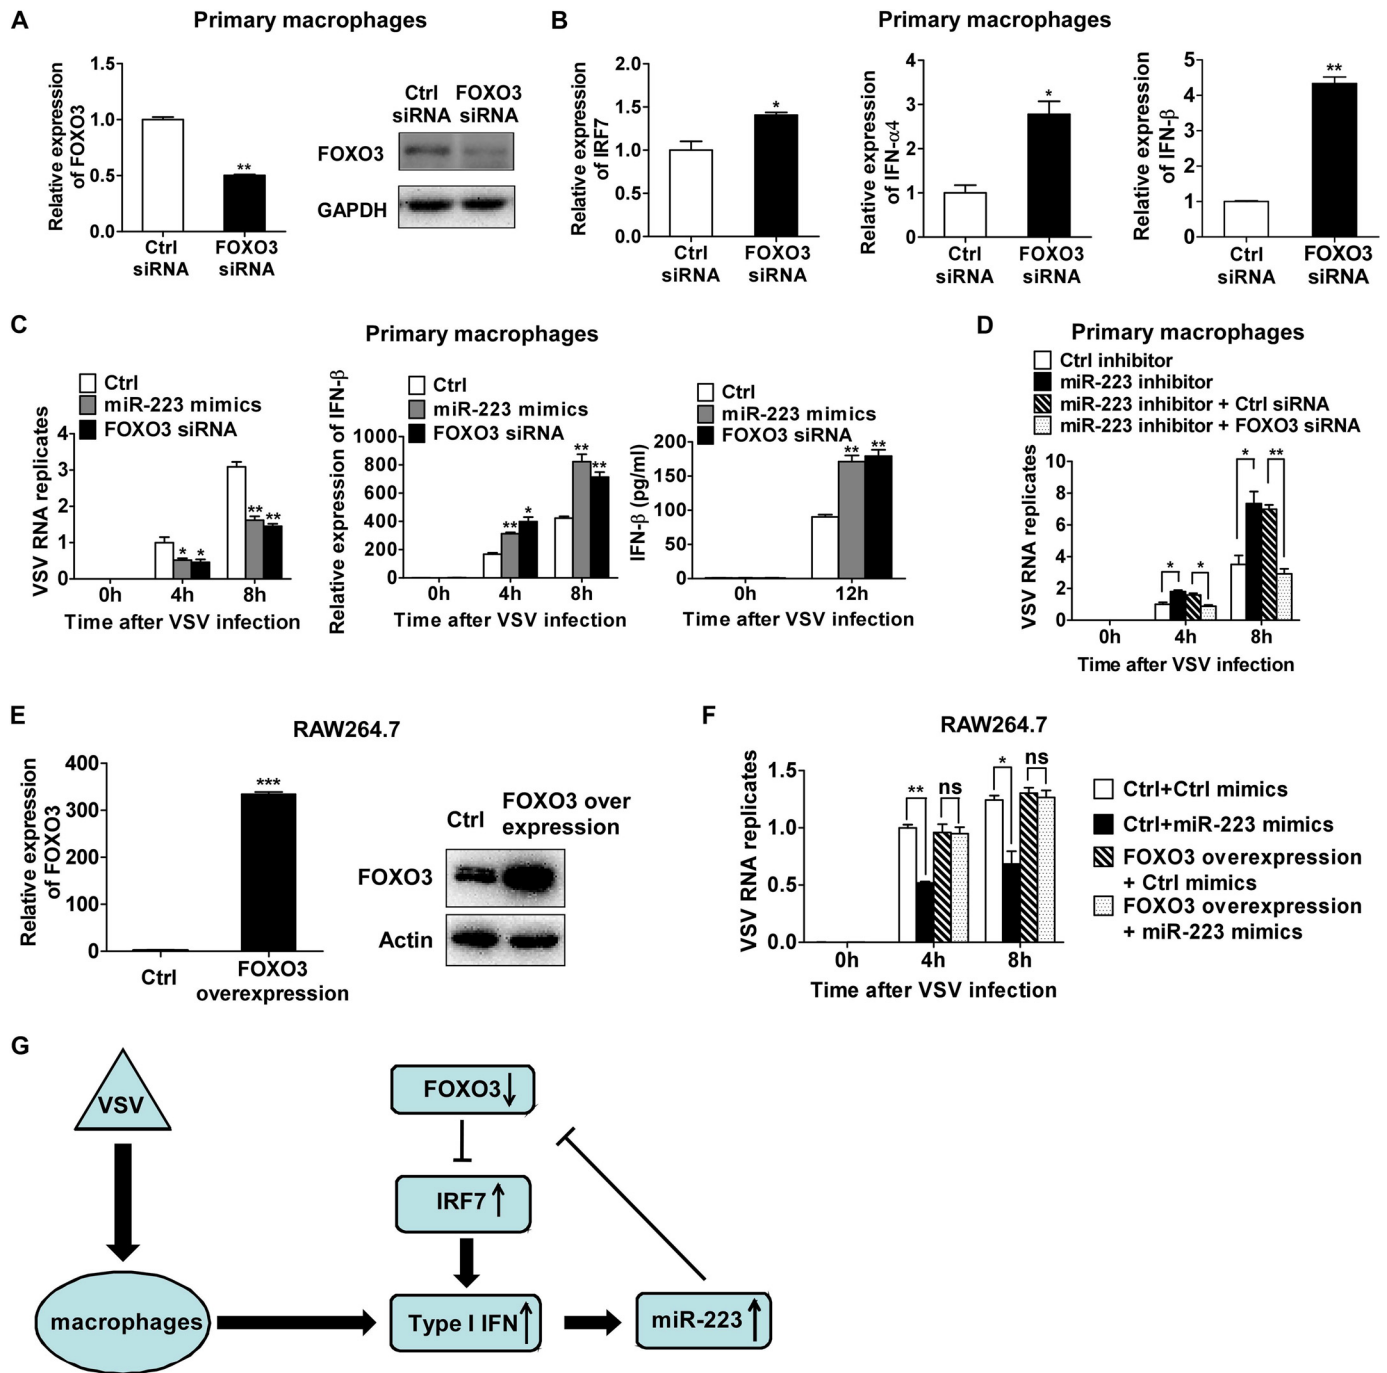 A
Primary macrophages
Relative expression
of FOXO3
1.5
1.0
0.5
0.0
**
Ctrl
siRNA
FOXO3
siRNA
Ctrl
siRNA
FOXO3
siRNA
FOXO3
GAPDH
B
Primary macrophages
Relative expression
of IRF7
2.0
1.5
1.0
0.5
0.0
*
Ctrl
siRNA
FOXO3
siRNA
Relative expression
of IFN-α4
4
3
2
1
0
*
Ctrl
siRNA
FOXO3
siRNA
Relative expression
of IFN-β
5
4
3
2
1
0
**
Ctrl
siRNA
FOXO3
siRNA
C
Primary macrophages
Ctrl
miR-223 mimics
FOXO3 siRNA
VSV RNA replicates
4
3
2
1
0
* *
** **
0h 4h 8h
Time after VSV infection
Ctrl
miR-223 mimics
FOXO3 siRNA
Relative expression of IFN-β
1000
800
600
400
200
0
** *
** **
0h 4h 8h
Time after VSV infection
Ctrl
miR-223 mimics
FOXO3 siRNA
IFN-β (pg/ml)
200
150
100
50
0
** **
0h 12h
Time after VSV infection
D
Primary macrophages
Ctrl inhibitor
miR-223 inhibitor
miR-223 inhibitor + Ctrl siRNA
miR-223 inhibitor + FOXO3 siRNA
VSV RNA replicates
10
8
6
4
2
0
* *
* **
0h 4h 8h
Time after VSV infection
E
RAW264.7
Relative expression
of FOXO3
400
300
200
100
0
***
Ctrl
FOXO3
overexpression
Ctrl
FOXO3 over
expression
FOXO3
Actin
F
RAW264.7
VSV RNA replicates
1.5
1.0
0.5
0.0
** ns
* ns
0h 4h 8h
Time after VSV infection
Ctrl+Ctrl mimics
Ctrl+miR-223 mimics
FOXO3 overexpression
+ Ctrl mimics
FOXO3 overexpression
+ miR-223 mimics
G
VSV
macrophages
FOXO3
IRF7
Type I IFN
miR-223